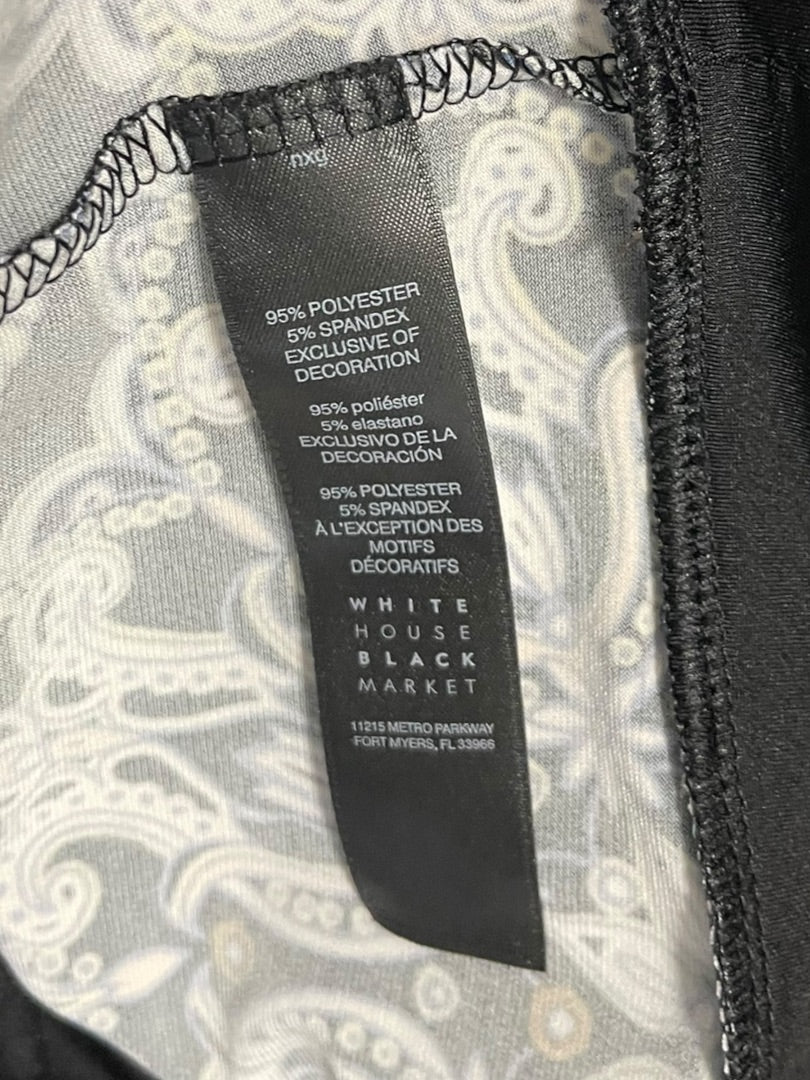 nxg
95% POLYESTER
5% SPANDEX
EXCLUSIVE OF
DECORATION
95% poliéster
5% elastano
EXCLUSIVO DE LA
DECORACIÓN
95% POLYESTER
5% SPANDEX
À L'EXCEPTION DES
MOTIFS
DÉCORATIFS
WHITE
HOUSE
BLACK
MARKET
11215 METRO PARKWAY
FORT MYERS, FL 33966